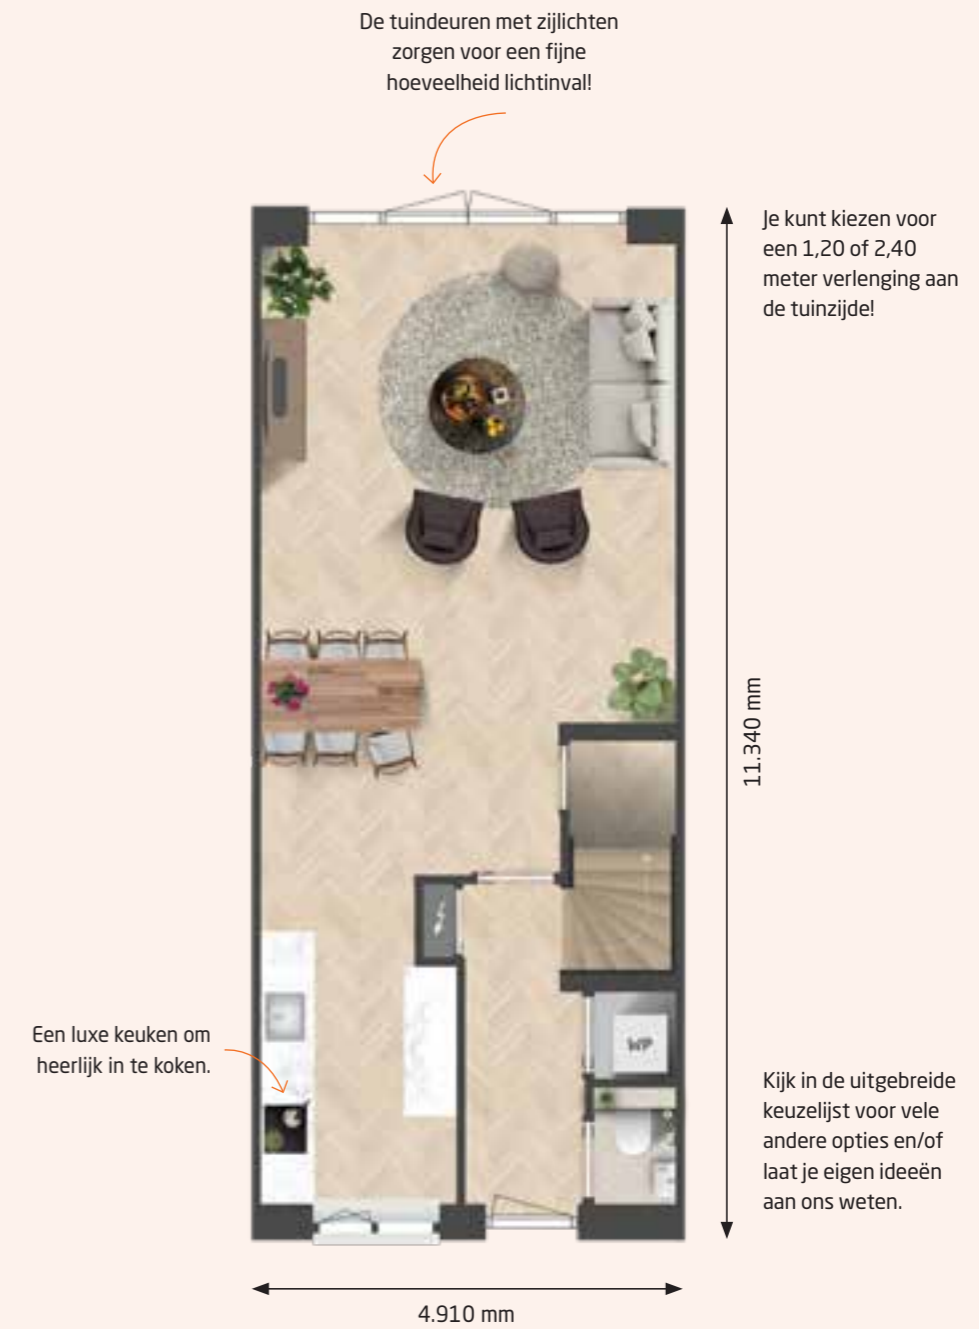 De tuindeuren met zijlichten
zorgen voor een fijne
hoeveelheid lichtinval!
Je kunt kiezen voor
een 1,20 of 2,40
meter verlenging aan
de tuinzijde!
11.340 mm
Een luxe keuken om
heerlijk in te koken.
WP
Kijk in de uitgebreide
keuzelijst voor vele
andere opties en/of
laat je eigen ideeën
aan ons weten.
4.910 mm